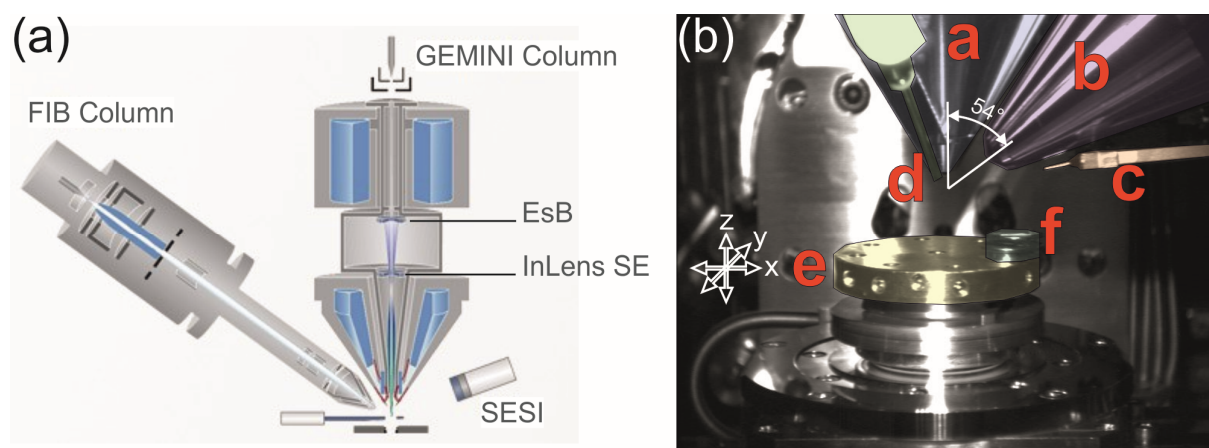 (a)
GEMINI Column
FIB Column
EsB
InLens SE
SESI
(b)
a
b
54°
c
d
z
y
x
e
f